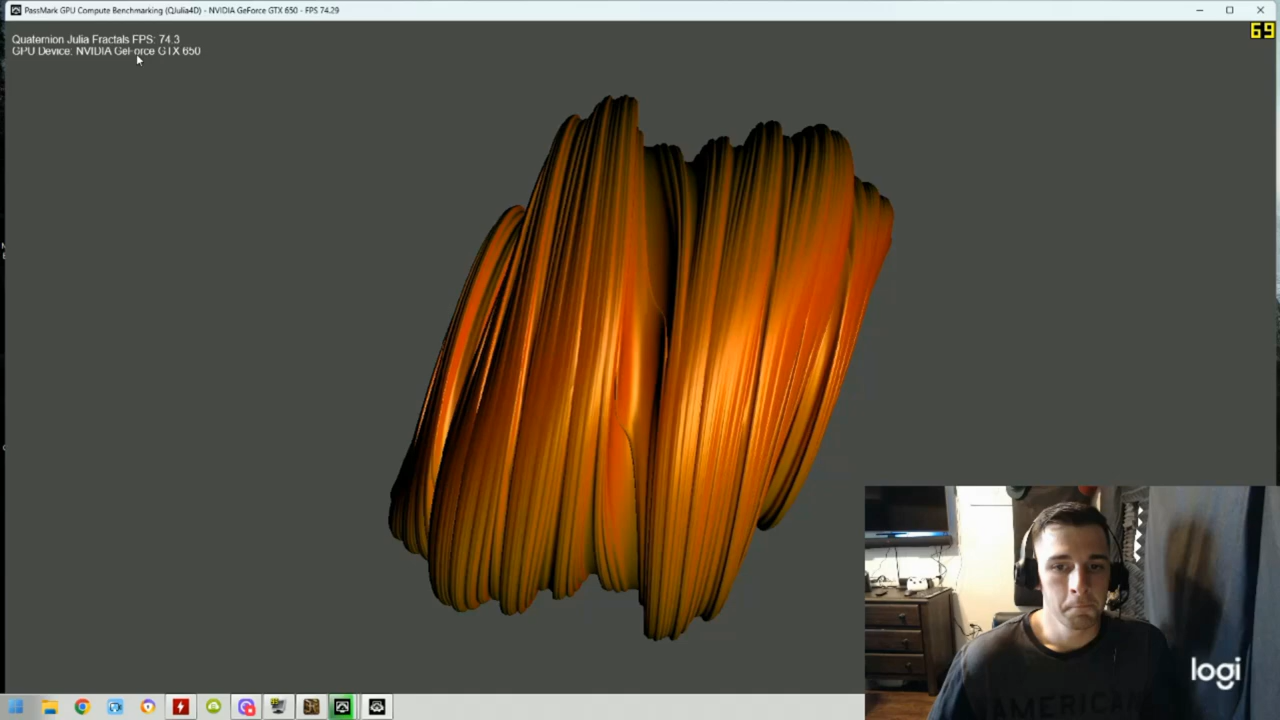 PassMark GPU Compute Benchmarking (QJulia4D) - NVIDIA GeForce GTX 650 - FPS 74.29
69
Quaternion Julia Fractals FPS: 74.3
GPU Device: NVIDIA GeForce GTX 650
logi
AMERICAN